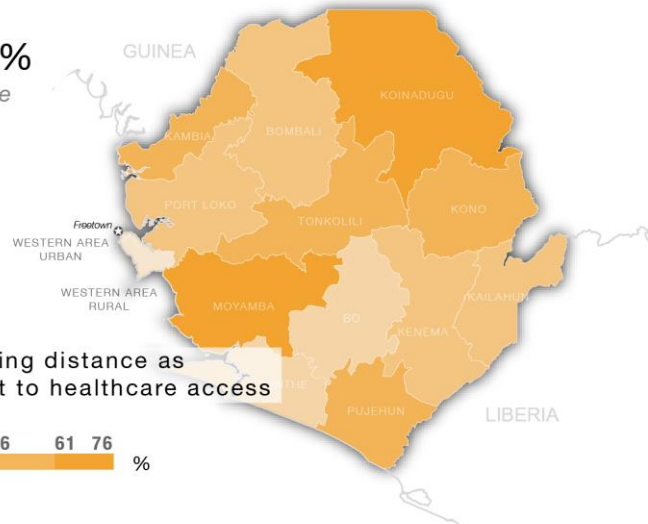 %
e
GUINEA
KOINADUGU
BOMBALI
KAMBIA
PORT LOKO
KONO
TONKOLILI
Freetown
WESTERN AREA
URBAN
WESTERN AREA
RURAL
MOYAMBA
KAILAHUN
BO
KENEMA
ing distance as
t to healthcare access
THE
PUJEHUN
LIBERIA
6 61 76
%